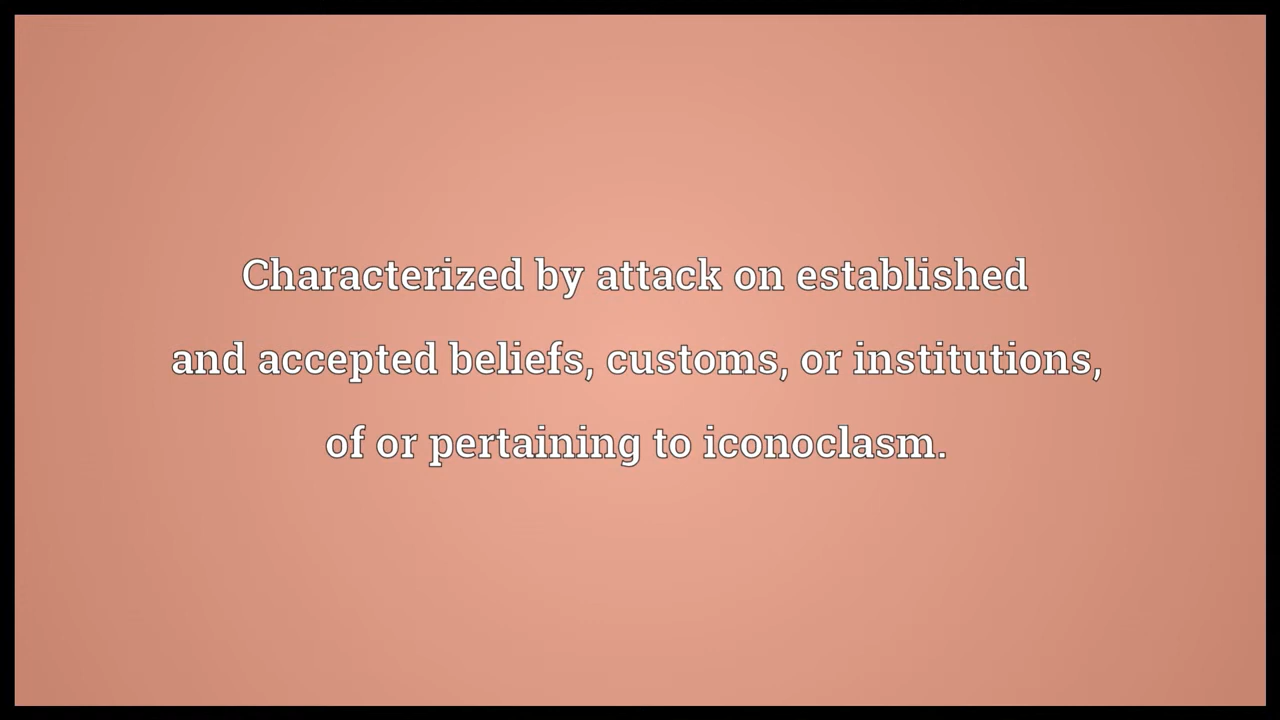 Characterized by attack on established
and accepted beliefs, customs, or institutions,
of or pertaining to iconoclasm.